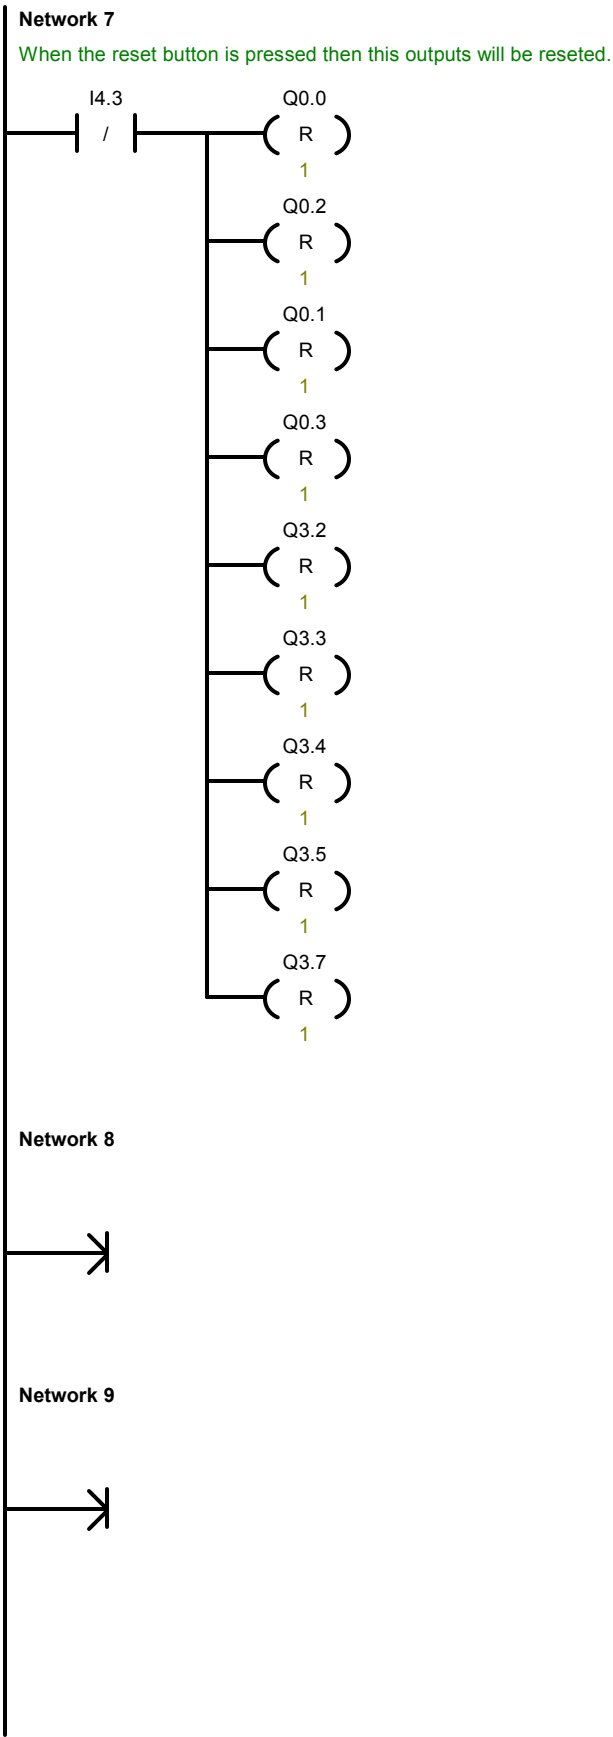 Network 7
When the reset button is pressed then this outputs will be reseted.
I4.3
/
Q0.0
R
1
Q0.2
R
1
Q0.1
R
1
Q0.3
R
1
Q3.2
R
1
Q3.3
R
1
Q3.4
R
1
Q3.5
R
1
Q3.7
R
1
Network 8
Network 9